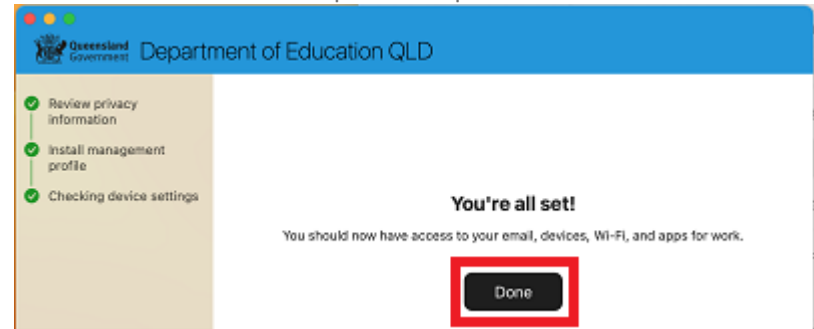 Queensland
Government
Department of Education QLD
Review privacy
information
Install management
profile
Checking device settings
You're all set!
You should now have access to your email, devices, Wi-Fi, and apps for work.
Done